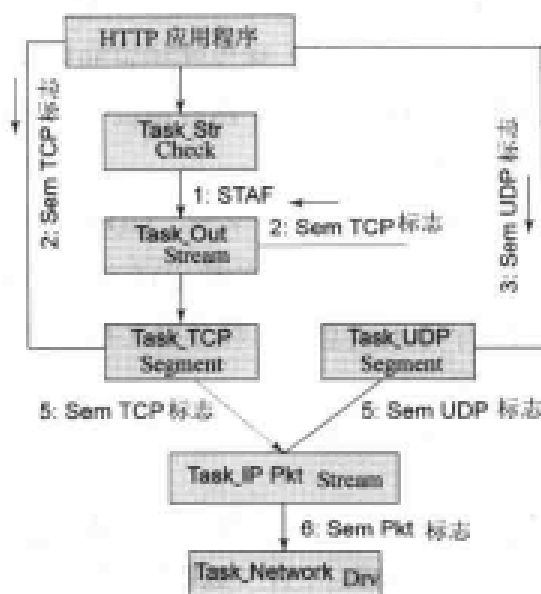 HTTP 应用程序
2: Sem TCP 标志
3: Sem UDP 标志
Task_Str
Check
1: STAF
Task_Out
Stream
2: Sem TCP 标志
Task_TCP
Segment
Task_UDP
Segment
5: Sem TCP 标志
5: Sem UDP 标志
Task_IP Pkt Stream
6: Sem Pkt 标志
Task_Network Drv